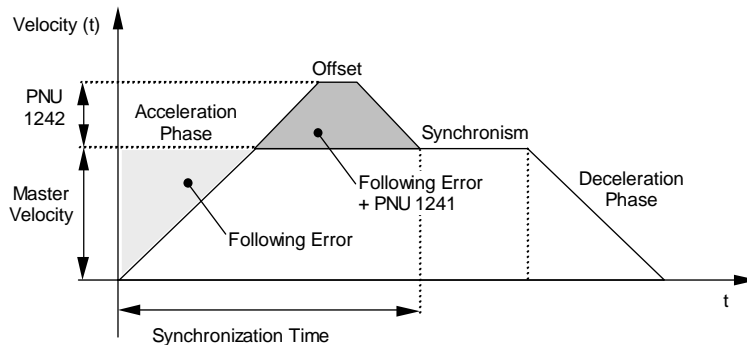 Velocity (t)
Offset
PNU
1242
Acceleration
Phase
Synchronism
Master
Velocity
Following Error
+ PNU 1241
Deceleration
Phase
Following Error
t
Synchronization Time